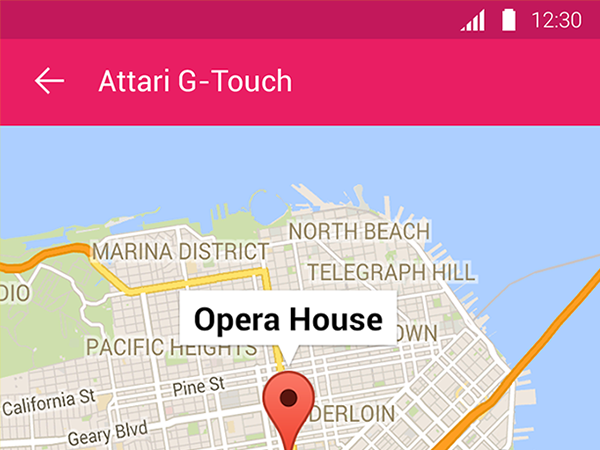 12:30
Attari G-Touch
NORTH BEACH
MARINA DISTRICT
TELEGRAPH HILL
DIO
Opera House
OWN
PACIFIC HEIGHTS
Pine St
California St
DERLOIN
Geary Blvd